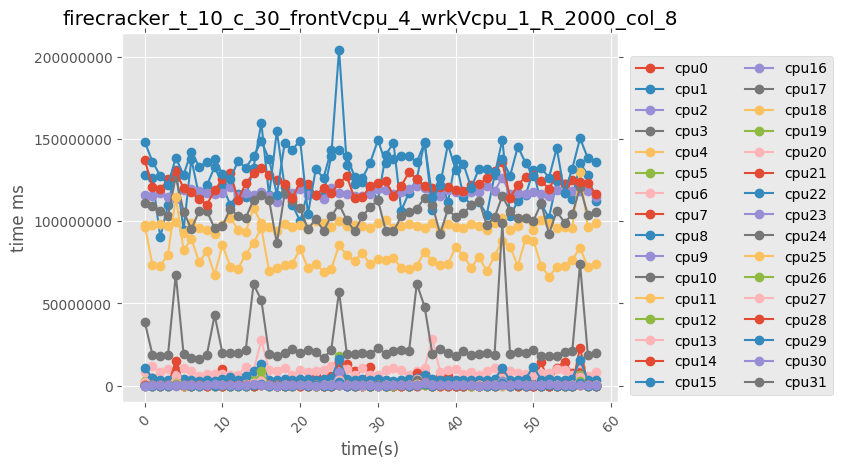 firecracker_t_10_c_30_frontVcpu_4_wrkVcpu_1_R_2000_col_8
200000000
150000000
100000000
50000000
0
time ms
0
10
20
30
40
50
60
time(s)
cpu0
cpu1
cpu2
cpu3
cpu4
cpu5
cpu6
cpu7
cpu8
cpu9
cpu10
cpu11
cpu12
cpu13
cpu14
cpu15
cpu16
cpu17
cpu18
cpu19
cpu20
cpu21
cpu22
cpu23
cpu24
cpu25
cpu26
cpu27
cpu28
cpu29
cpu30
cpu31